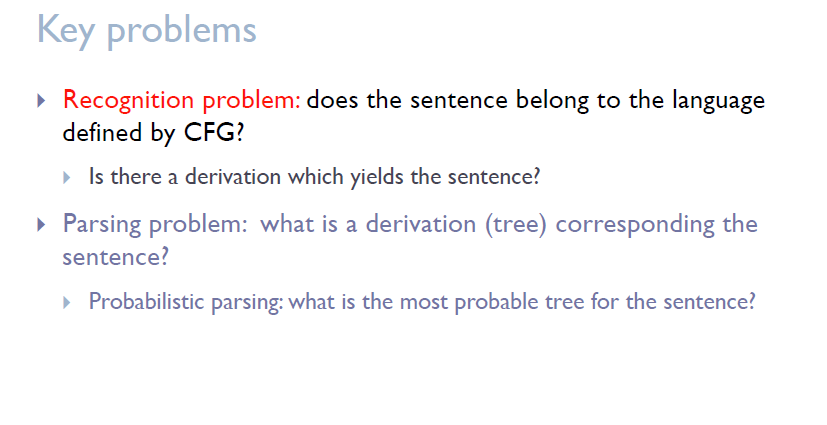 Key problems
Recognition problem: does the sentence belong to the language
defined by CFG?
Is there a derivation which yields the sentence?
Parsing problem: what is a derivation (tree) corresponding the
sentence?
Probabilistic parsing: what is the most probable tree for the sentence?